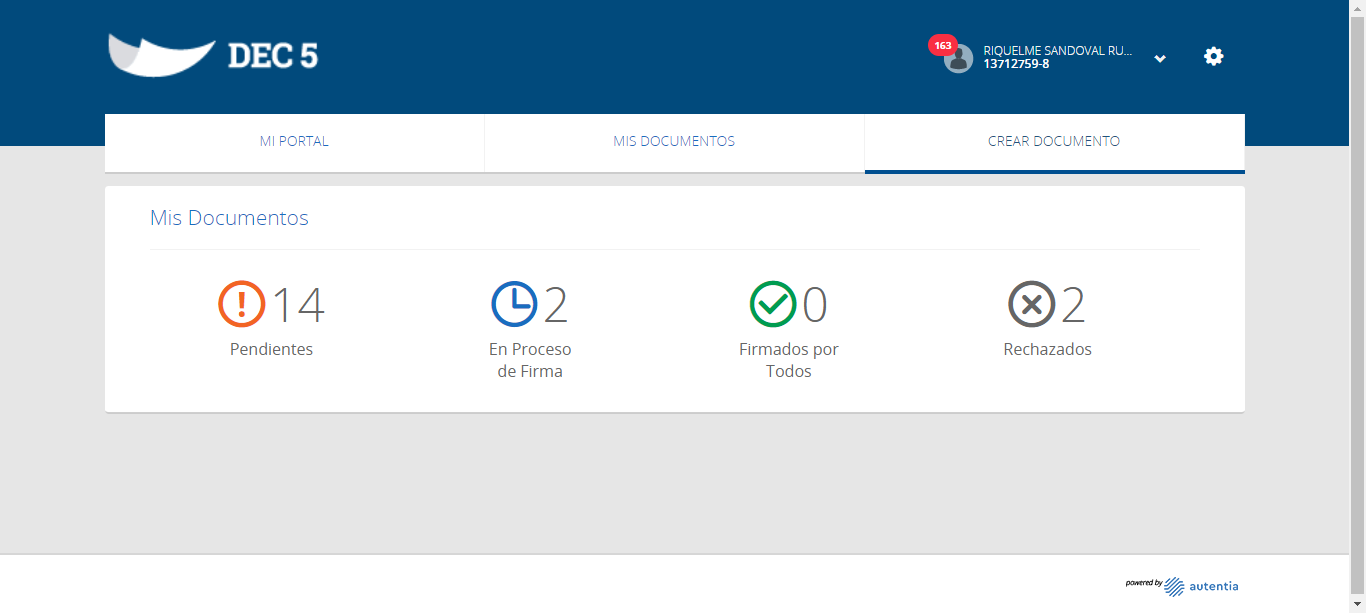 DEC 5
163
RIQUELME SANDOVAL RU...
13712759-8
MI PORTAL
MIS DOCUMENTOS
CREAR DOCUMENTO
Mis Documentos
14
Pendientes
2
En Proceso
de Firma
0
Firmados por
Todos
2
Rechazados
powered by autentia